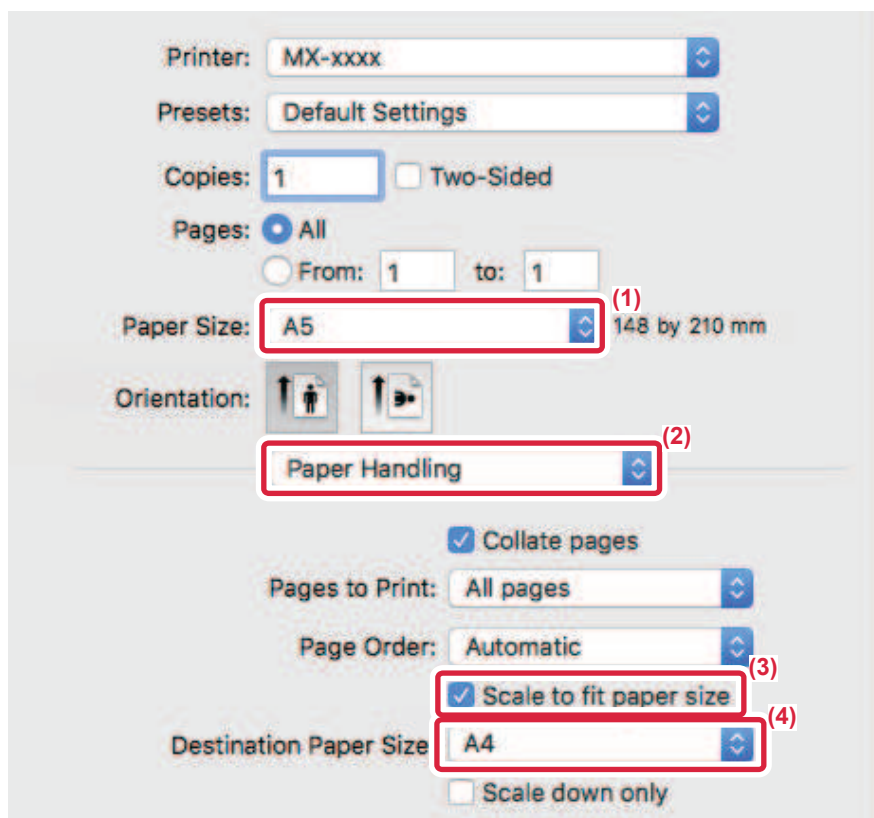 Printer: MX-xxxx
Presets: Default Settings
Copies: 1 Two-Sided
Pages: All
From: 1 to: 1
(1)
Paper Size: A5 148 by 210 mm
Orientation:
(2)
Paper Handling
Collate pages
Pages to Print: All pages
Page Order: Automatic
(3)
Scale to fit paper size
(4)
Destination Paper Size A4
Scale down only